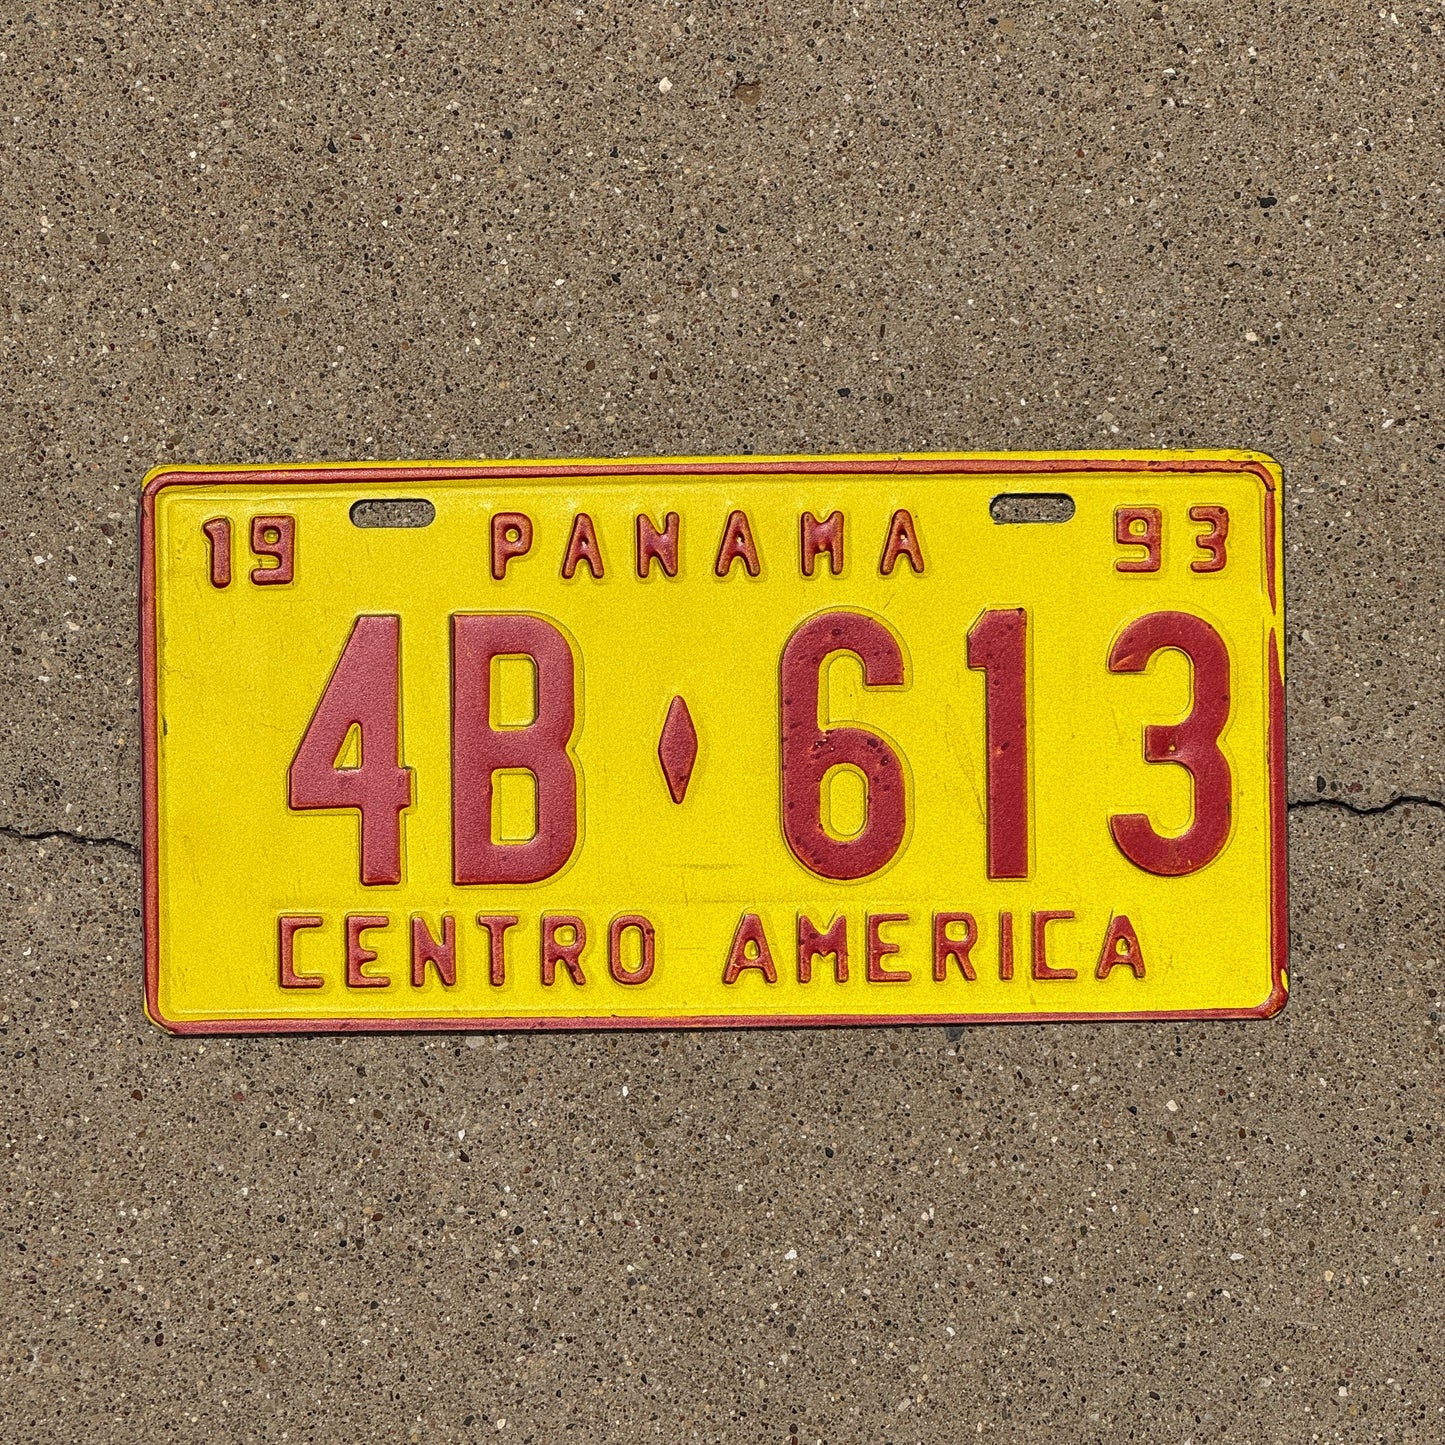 19 PANAMA 93
4B♦613
CENTRO AMERICA